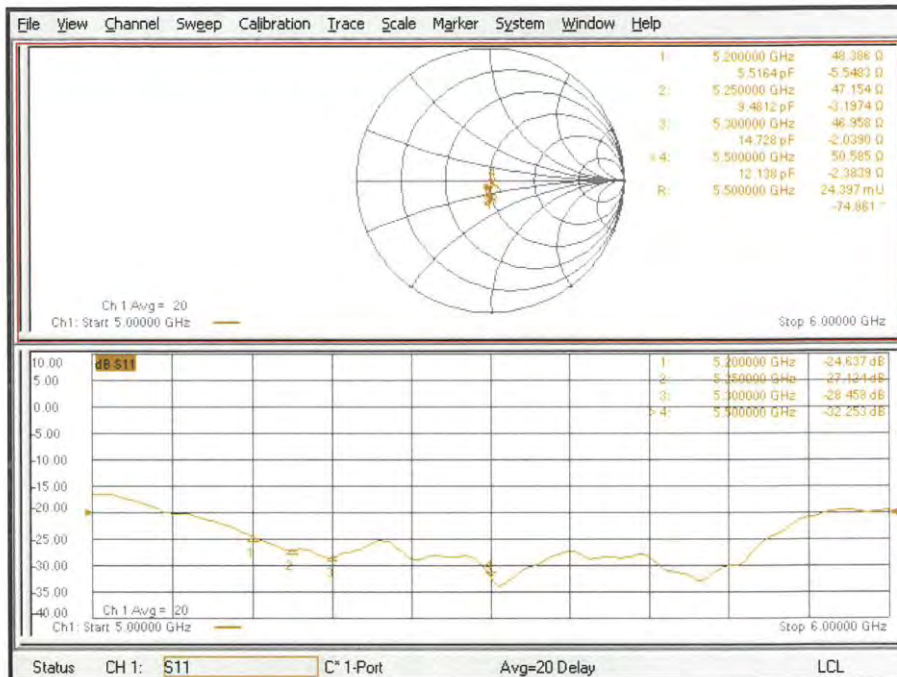 File View Channel Sweep Calibration Trace Scale Marker System Window Help
1: 5.200000 GHz 48.386 Ω
5.5164 pF -5.5483 Ω
2: 5.250000 GHz 47.154 Ω
9.4812 pF -3.1974 Ω
3: 5.300000 GHz 46.958 Ω
14.728 pF -2.0390 Ω
> 4: 5.500000 GHz 50.585 Ω
12.138 pF -2.3839 Ω
R: 5.500000 GHz 24.397 mU
-74.861 °
Ch 1 Avg = 20
Ch1: Start 5.00000 GHz
Stop 6.00000 GHz
10.00
5.00
0.00
-5.00
-10.00
-15.00
-20.00
-25.00
-30.00
-35.00
-40.00
dB S11
1: 5.200000 GHz -24.637 dB
2: 5.250000 GHz -27.124 dB
3: 5.300000 GHz -28.458 dB
> 4: 5.500000 GHz -32.253 dB
1
2
3
4
Ch 1 Avg = 20
Ch1: Start 5.00000 GHz
Stop 6.00000 GHz
Status CH 1: S11 C* 1-Port Avg=20 Delay LCL